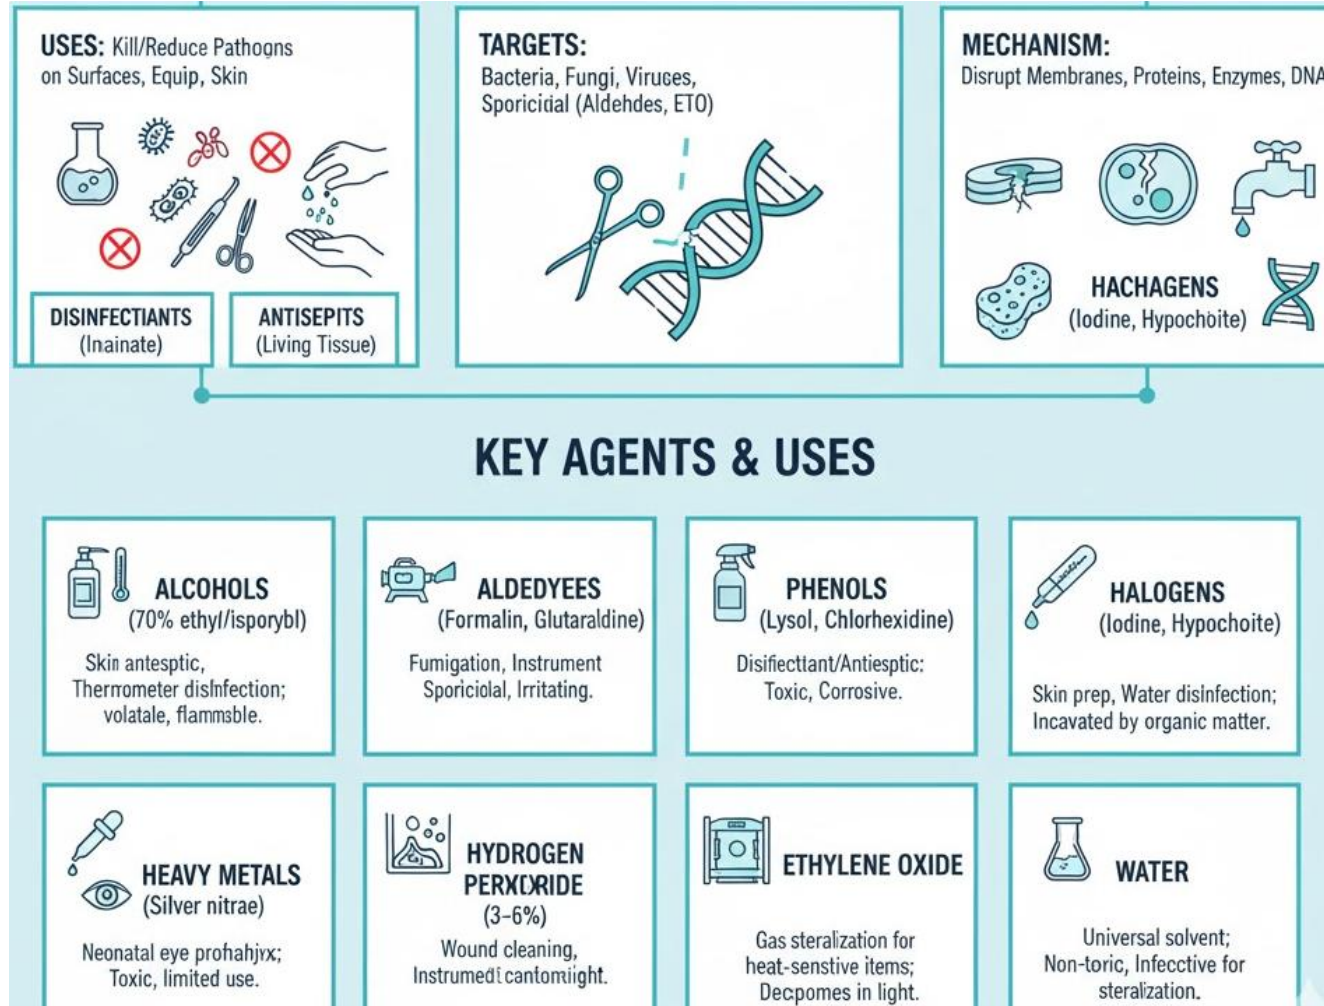 USES: Kill/Reduce Pathogns
on Surfaces, Equip, Skin
DISINFECTIANTS
(Inainate)
ANTISEPITS
(Living Tissue)
TARGETS:
Bacteria, Fungi, Viruses,
Sporicidal (Aldehdes, ETO)
MECHANISM:
Disrupt Membranes, Proteins, Enzymes, DNA
HACHAGENS
(Iodine, Hypochoite)
KEY AGENTS & USES
ALCOHOLS
(70% ethyl/isporybl)
Skin antesptic,
Thermometer dishfection;
volatale, flammsble.
ALDEDYEES
(Formalin, Glutaraldine)
Fumigation, Instrument
Sporiciolal, Irritating.
PHENOLS
(Lysol, Chlorhexidine)
Disifiecttant/Antiesptic:
Toxic, Corrosive.
HALOGENS
(Iodine, Hypochoite)
Skin prep, Water disinfection;
Incavated by organic matter.
HEAVY METALS
(Silver nitrae)
Neonatal eye
Toxic, limited use.
HYDROGEN
(3–6%)
Wound cleaning,
ETHYLENE OXIDE
Gas steralization for
heat-senstive items;
Decpomes in light.
WATER
Universal solvent;
Non-toric, Infecctive for
steralization.